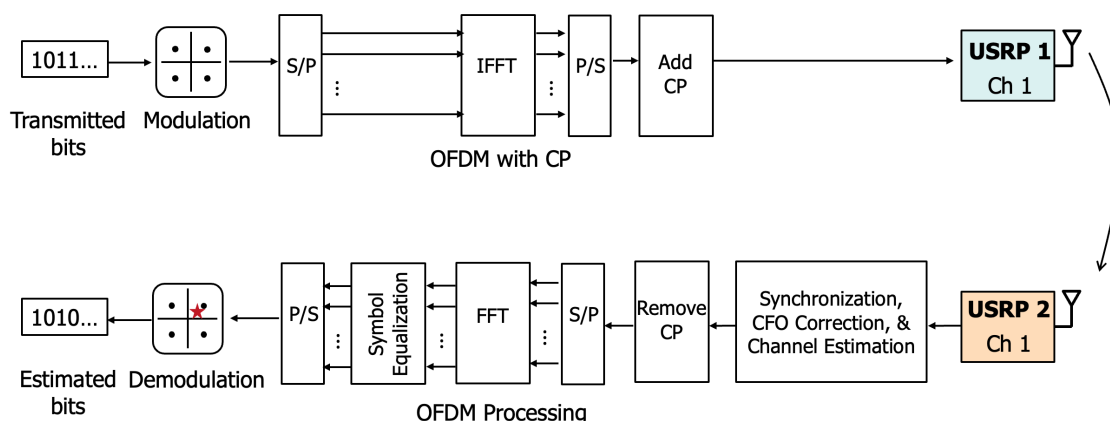 1011...
Transmitted
bits
Modulation
S/P
...
IFFT
...
P/S
Add
CP
OFDM with CP
USRP 1
Ch 1
1010...
Estimated
bits
Demodulation
P/S
...
Symbol
Equalization
...
FFT
...
S/P
OFDM Processing
Remove
CP
Synchronization,
CFO Correction, &
Channel Estimation
USRP 2
Ch 1